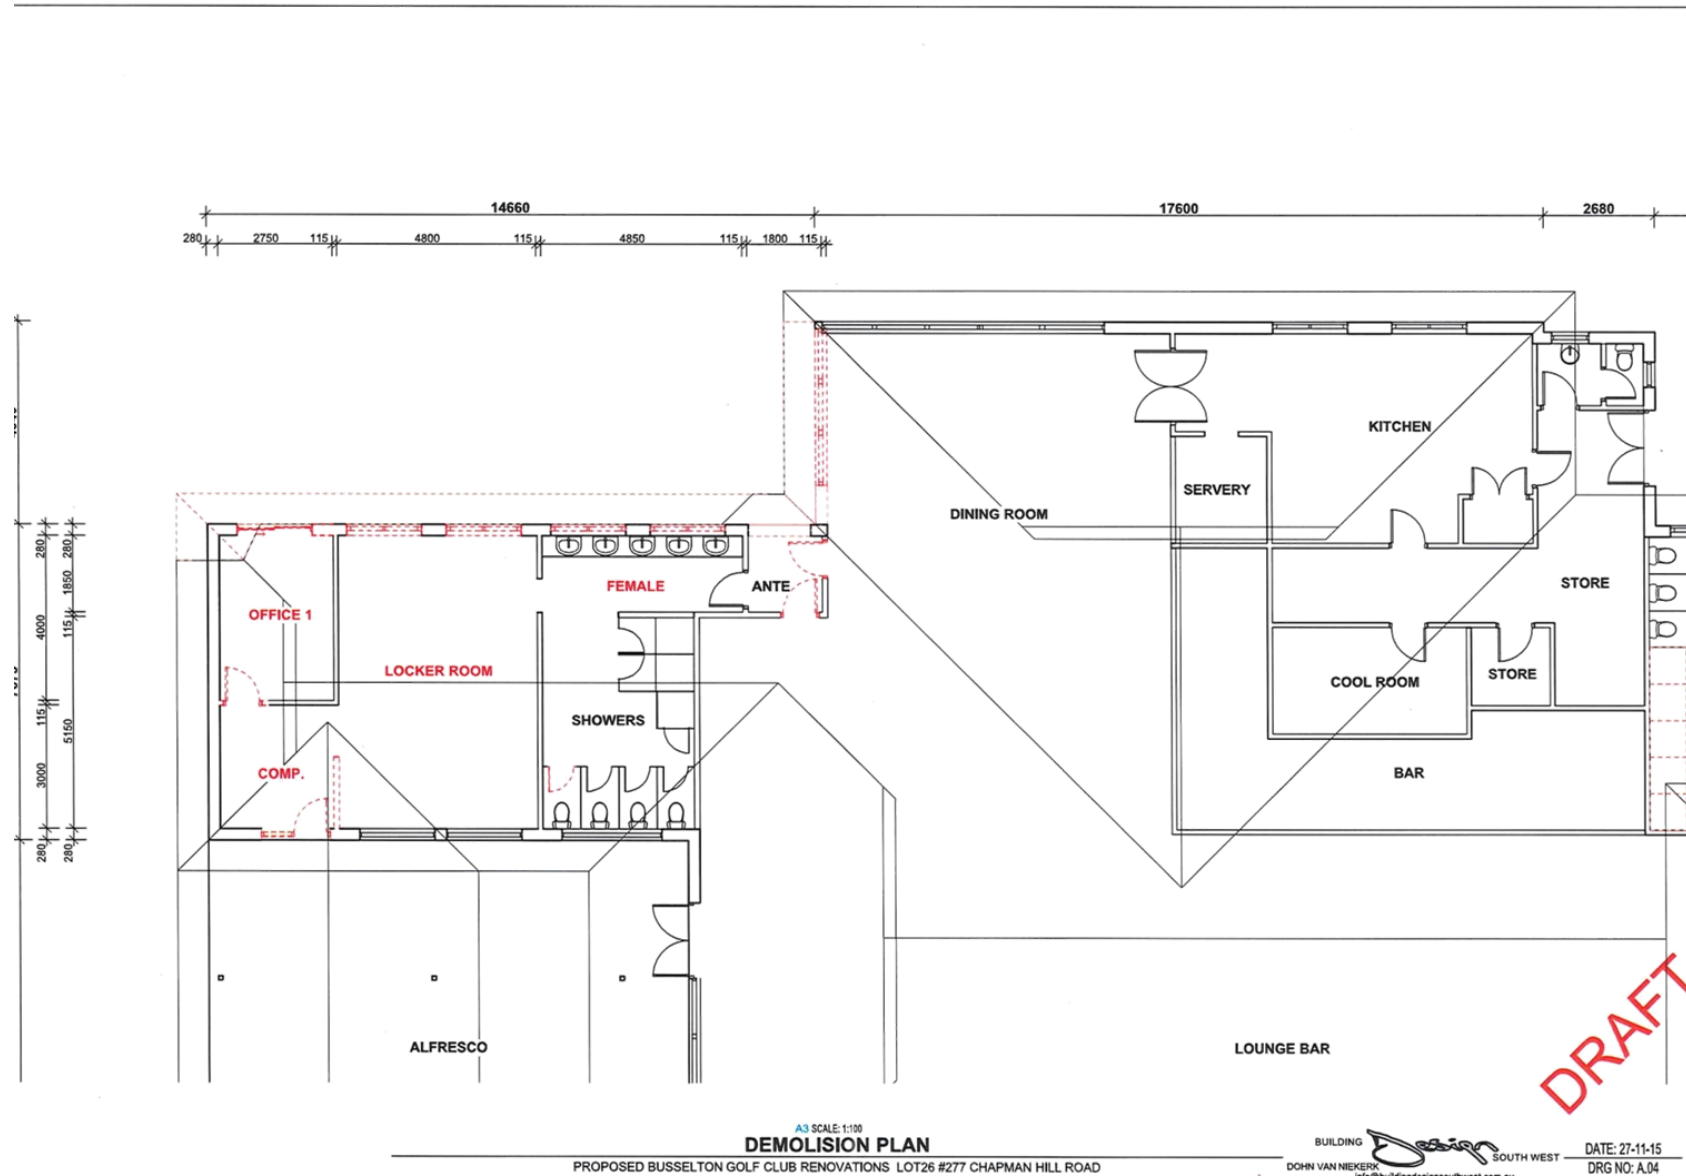 14660 17600 2680
280 2750 115 4800 115 4850 115 1800 115
KITCHEN
SERVERY
DINING ROOM
280 280
1850
FEMALE ANTE STORE
OFFICE 1
4000 115
LOCKER ROOM
COOL ROOM STORE
115 5150
SHOWERS
3000
COMP. BAR
280 280
ALFRESCO LOUNGE BAR
DRAFT
A3 SCALE: 1:100
DEMOLISION PLAN
PROPOSED BUSSELTON GOLF CLUB RENOVATIONS LOT26 #277 CHAPMAN HILL ROAD
BUILDING Design SOUTH WEST
DOHN VAN NIEKERK
DATE: 27-11-15
DRG NO: A.04